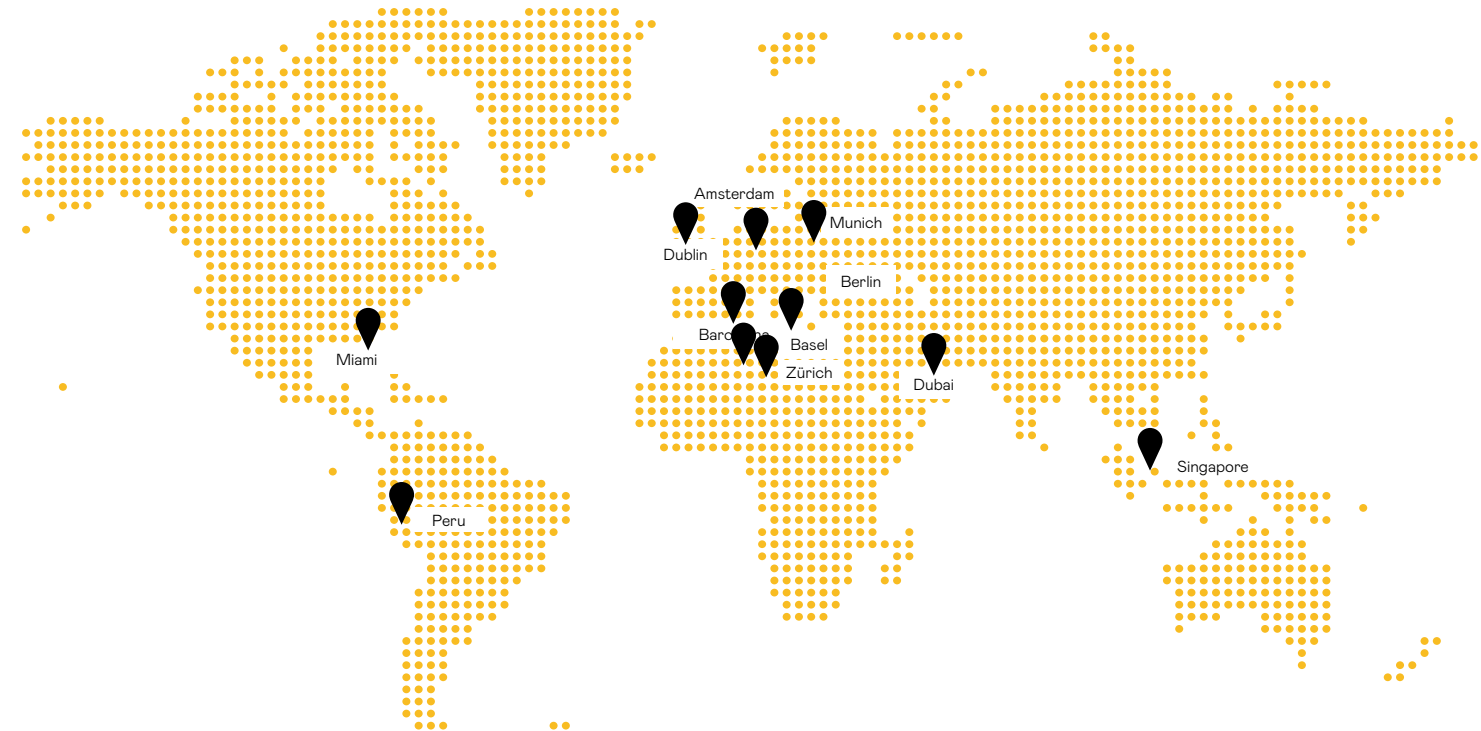 Amsterdam
Munich
Dublin
Berlin
Basel
Miami
Zürich
Dubai
Singapore
Peru